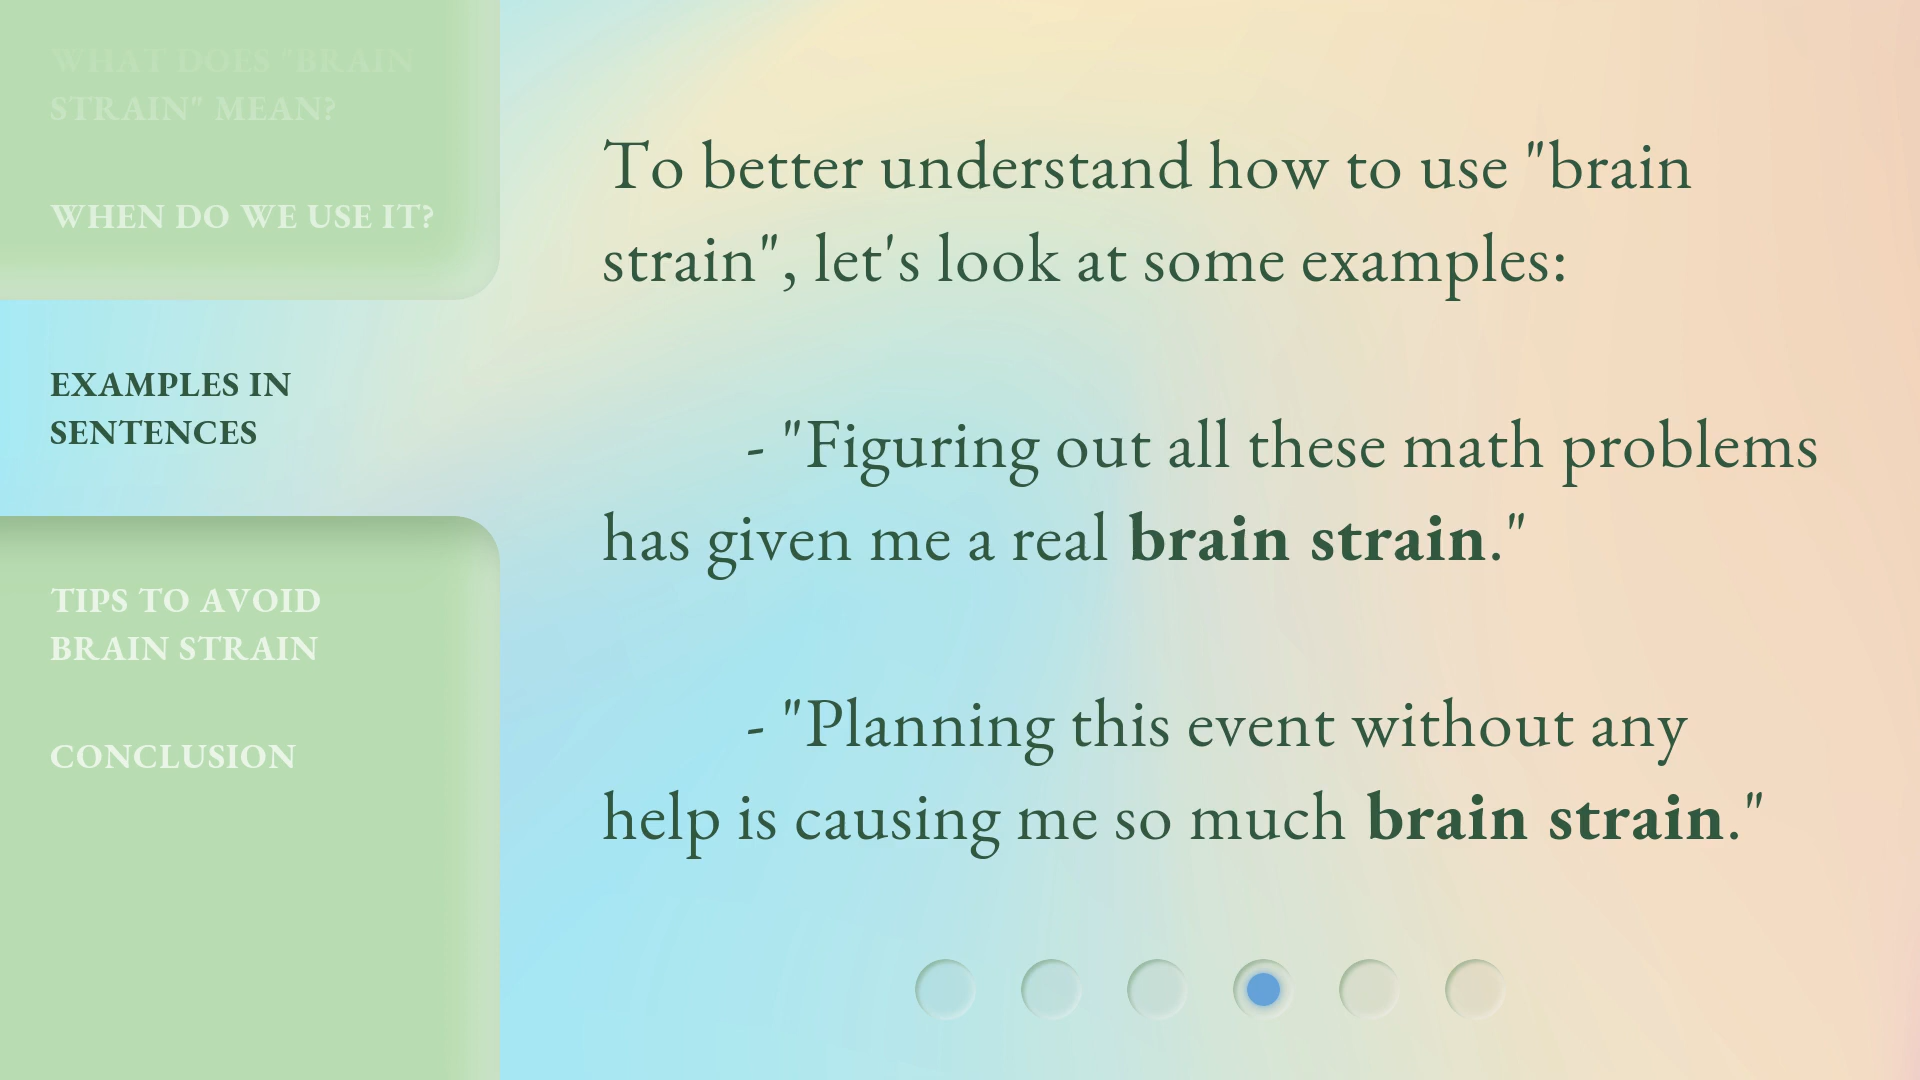 WHAT DOES "BRAIN
STRAIN" MEAN?
WHEN DO WE USE IT?
EXAMPLES IN
SENTENCES
TIPS TO AVOID
BRAIN STRAIN
CONCLUSION
To better understand how to use "brain
strain", let's look at some examples:
- "Figuring out all these math problems
has given me a real brain strain."
- "Planning this event without any
help is causing me so much brain strain."